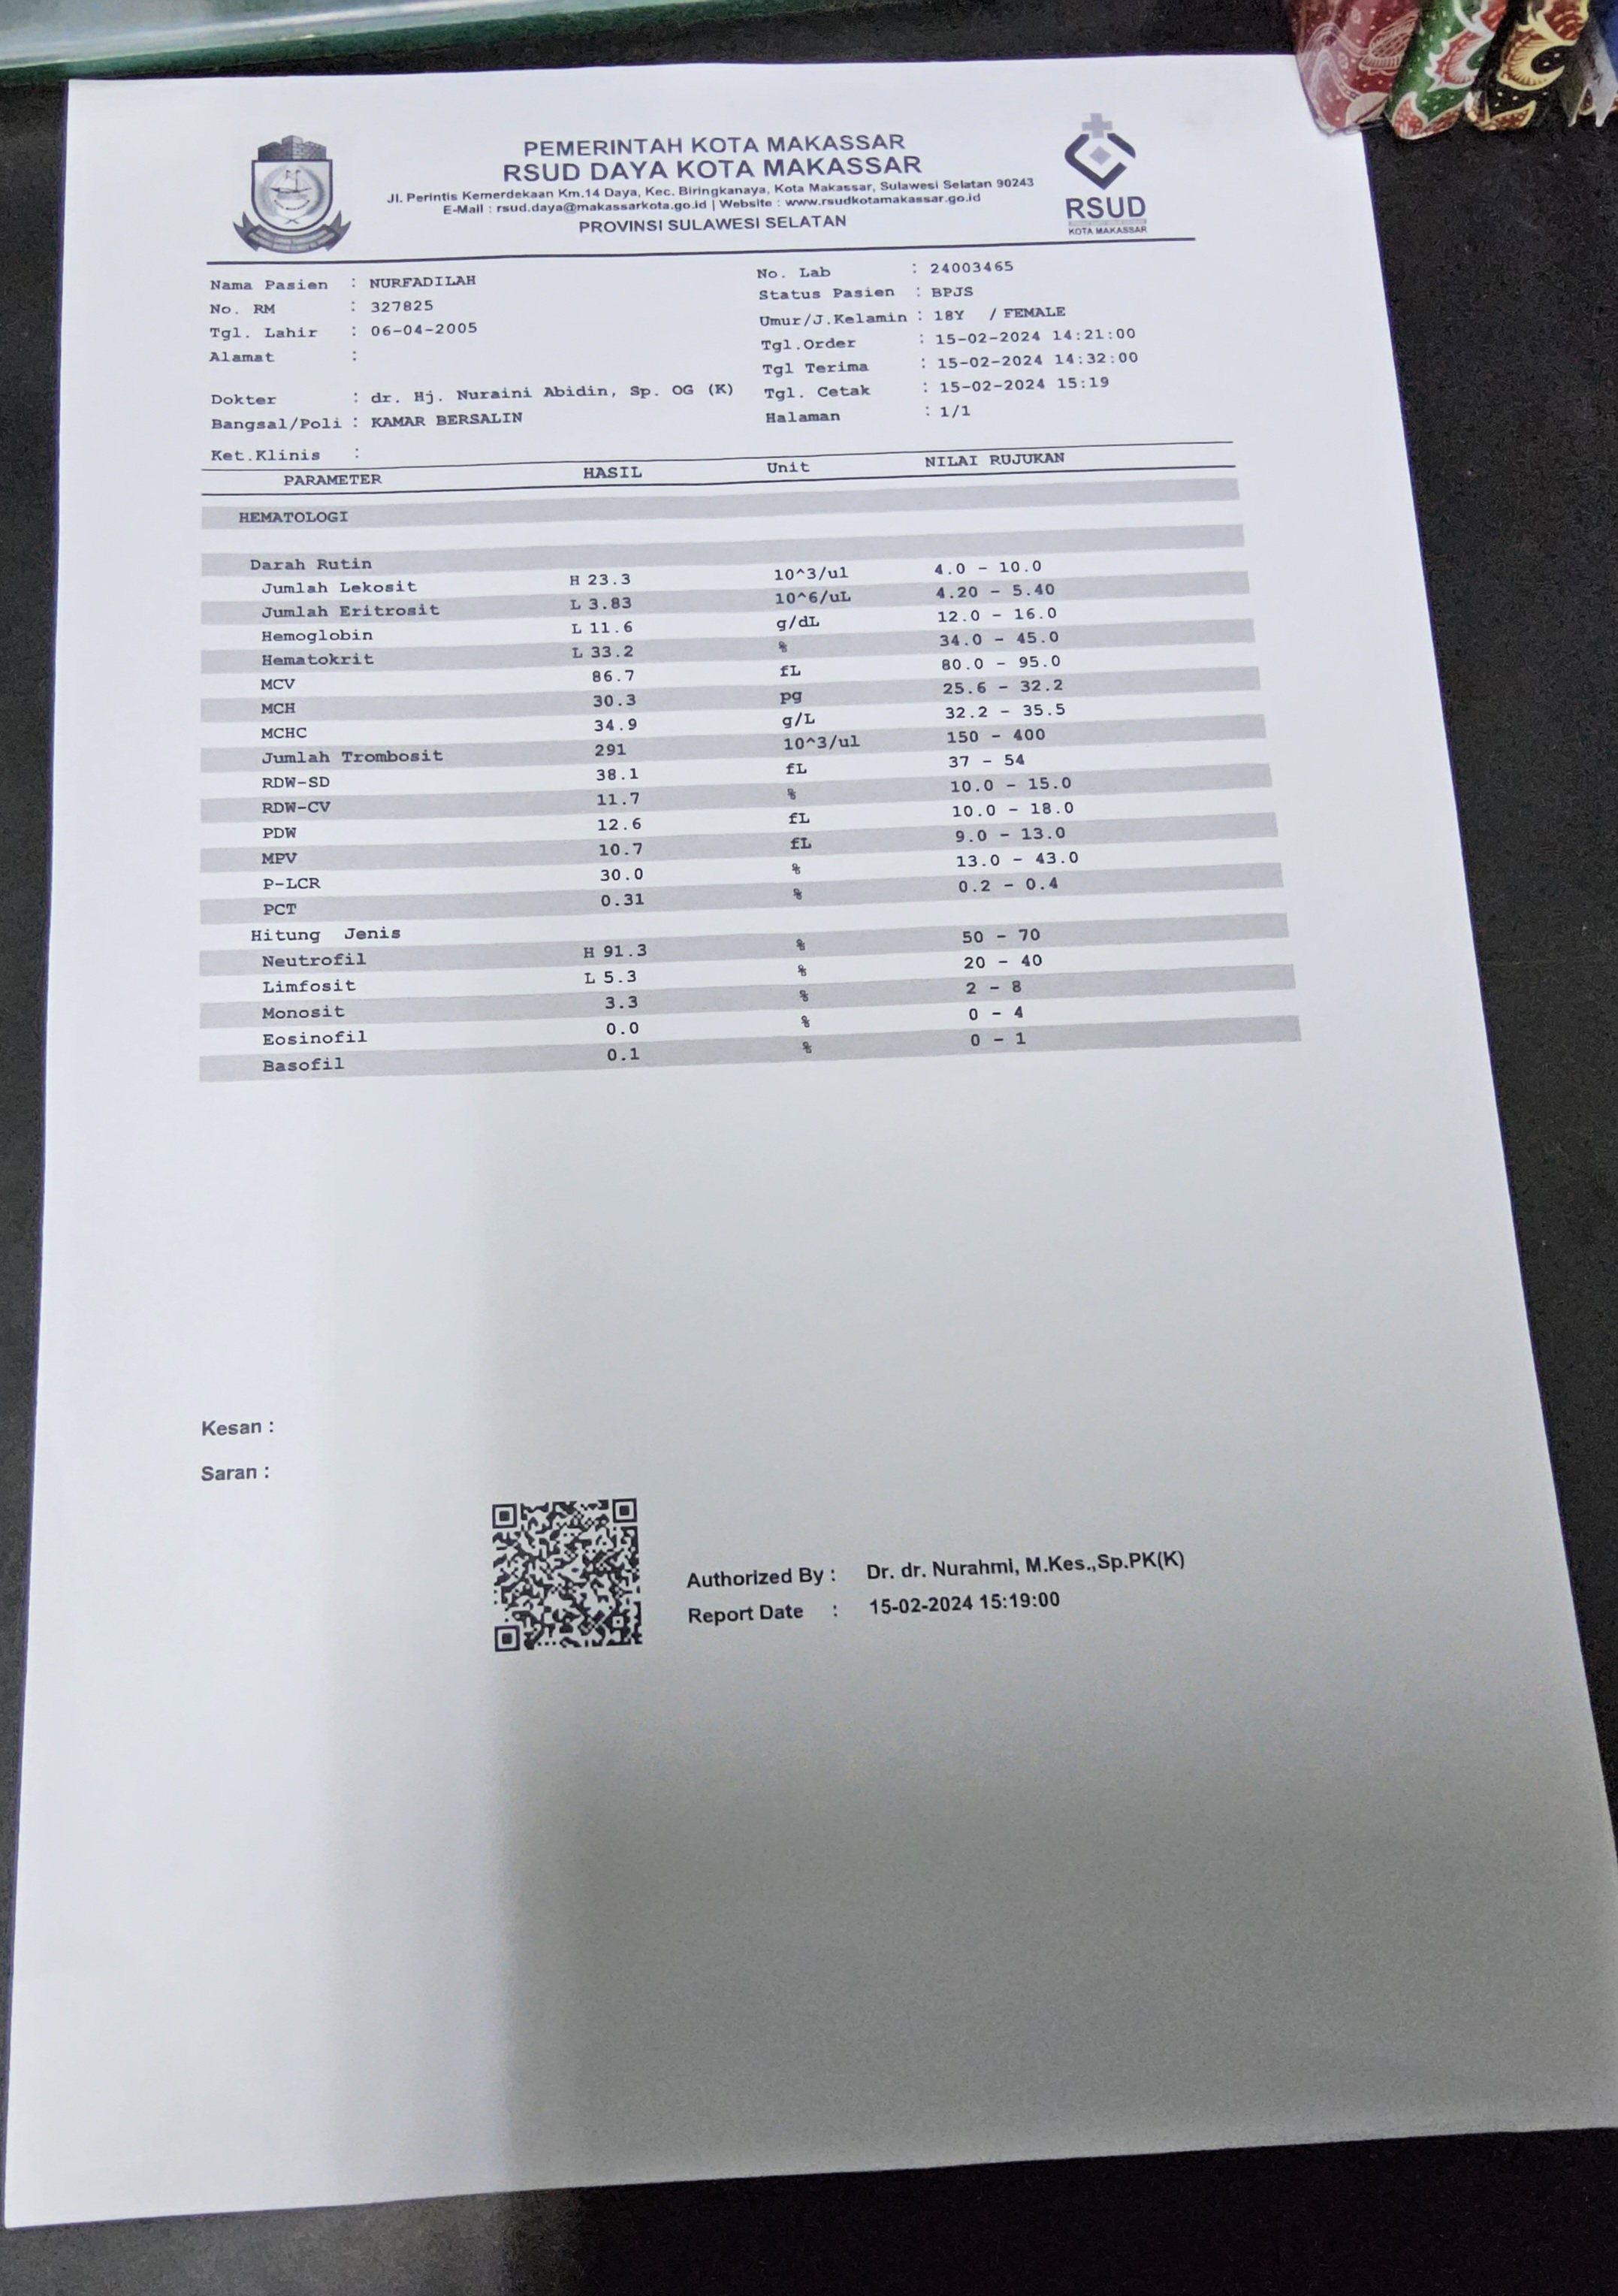 PEMERINTAH KOTA MAKASSAR
RSUD DAYA KOTA MAKASSAR
Jl. Perintis Kemerdekaan Km.14 Daya, Kec. Biringkanaya, Kota Makassar, Sulawesi Selatan 90243
E-Mail : rsud.daya@makassarkota.go.id | Website : www.rsudkotamakassar.go.id
PROVINSI SULAWESI SELATAN
RSUD
KOTA MAKASSAR
Nama Pasien : NURFADILAH
No. RM : 327825
Tgl. Lahir : 06-04-2005
Alamat :
Dokter : dr. Hj. Nuraini Abidin, Sp. OG (K)
Bangsal/Poli : KAMAR BERSALIN
Ket.Klinis :
No. Lab : 24003465
Status Pasien : BPJS
Umur/J.Kelamin : 18Y / FEMALE
Tgl.Order : 15-02-2024 14:21:00
Tgl Terima : 15-02-2024 14:32:00
Tgl. Cetak : 15-02-2024 15:19
Halaman : 1/1
PARAMETER HASIL Unit NILAI RUJUKAN
HEMATOLOGI
Darah Rutin
Jumlah Lekosit H 23.3 10^3/ul 4.0 - 10.0
Jumlah Eritrosit L 3.83 10^6/uL 4.20 - 5.40
Hemoglobin L 11.6 g/dL 12.0 - 16.0
Hematokrit L 33.2 % 34.0 - 45.0
MCV 86.7 fL 80.0 - 95.0
MCH 30.3 pg 25.6 - 32.2
MCHC 34.9 g/L 32.2 - 35.5
Jumlah Trombosit 291 10^3/ul 150 - 400
RDW-SD 38.1 fL 37 - 54
RDW-CV 11.7 % 10.0 - 15.0
PDW 12.6 fL 10.0 - 18.0
MPV 10.7 fL 9.0 - 13.0
P-LCR 30.0 % 13.0 - 43.0
PCT 0.31 % 0.2 - 0.4
Hitung Jenis
Neutrofil H 91.3 % 50 - 70
Limfosit L 5.3 % 20 - 40
Monosit 3.3 % 2 - 8
Eosinofil 0.0 % 0 - 4
Basofil 0.1 % 0 - 1
Kesan :
Saran :
Authorized By : Dr. dr. Nurahmi, M.Kes.,Sp.PK(K)
Report Date : 15-02-2024 15:19:00